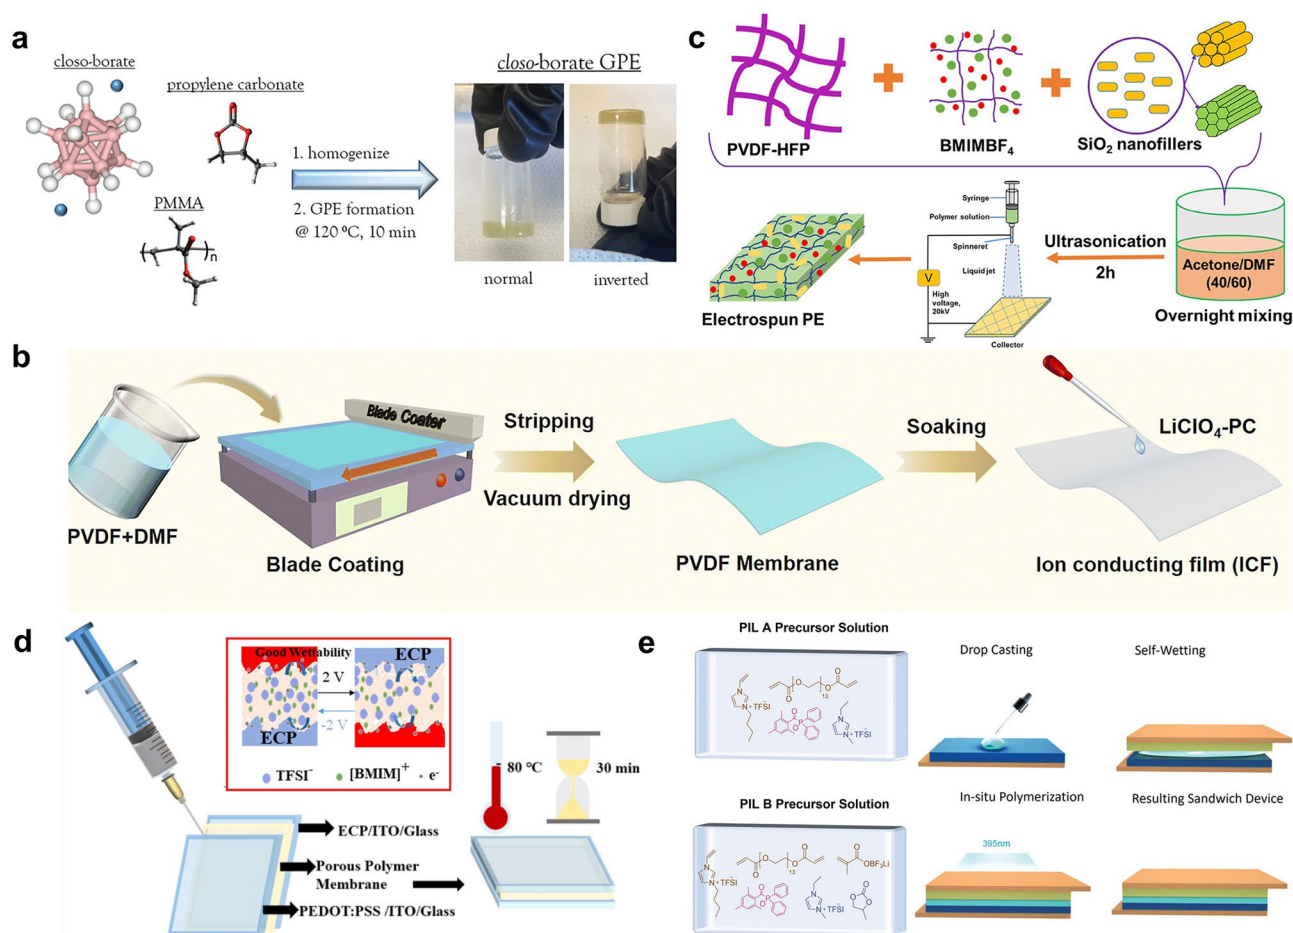 a
closo-borate
propylene carbonate
PMMA
n
1. homogenize
2. GPE formation
@ 120 ºC, 10 min
closo-borate GPE
normal
inverted
c
PVDF-HFP
BMIMBF₄
SiO₂ nanofillers
Syringe
Polymer solution
Spinneret
Liquid jet
V
High
voltage,
20kV
Collector
Ultrasonication
2h
Acetone/DMF
(40/60)
Overnight mixing
Electrospun PE
b
PVDF+DMF
Blade Coater
Blade Coating
Stripping
Vacuum drying
PVDF Membrane
Soaking
LiClO₄-PC
Ion conducting film (ICF)
d
Good Wettability
ECP
2 V
-2 V
ECP
TFSI⁻
[BMIM]⁺
e⁻
80 °C
30 min
ECP/ITO/Glass
Porous Polymer
Membrane
PEDOT:PSS /ITO/Glass
e
PIL A Precursor Solution
N
N
+TFSI⁻
O
O
O
13
O
O
O
P
O
N
N
+TFSI⁻
Drop Casting
Self-Wetting
PIL B Precursor Solution
N
N
+TFSI⁻
O
O
O
13
O
O
OBF₃Li
O
P
O
N
N
+TFSI⁻
O
O
O
In-situ Polymerization
395nm
Resulting Sandwich Device